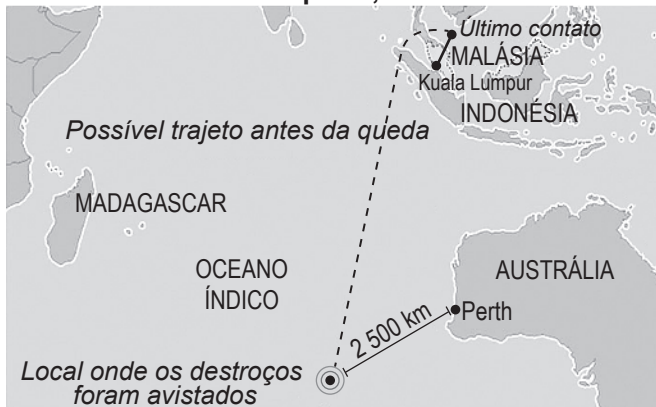 Último contato
MALÁSIA
Kuala Lumpur
INDONÉSIA
Possível trajeto antes da queda
MADAGASCAR
OCEANO
ÍNDICO
AUSTRÁLIA
Perth
2 500 km
Local onde os destroços
foram avistados